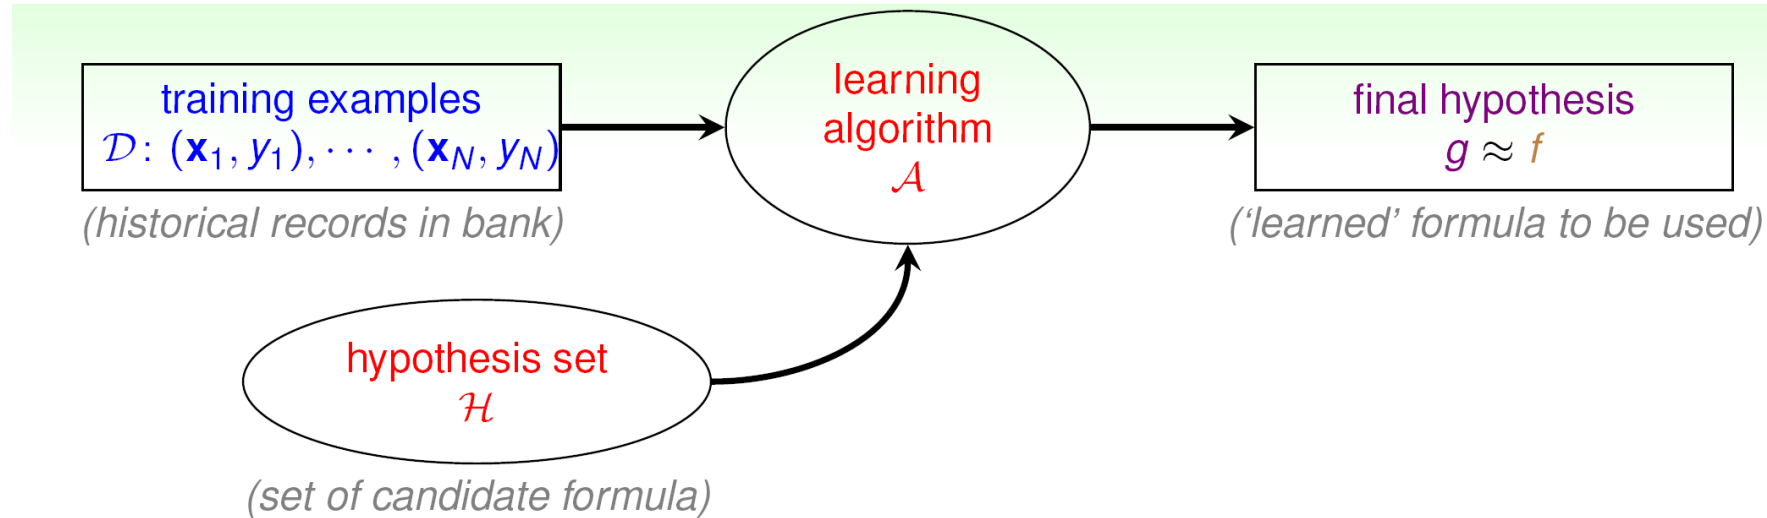 training examples
𝒟: (x₁, y₁), ⋯ , (x_N, y_N)
(historical records in bank)
learning
algorithm
𝒜
final hypothesis
g ≈ f
(‘learned’ formula to be used)
hypothesis set
ℋ
(set of candidate formula)